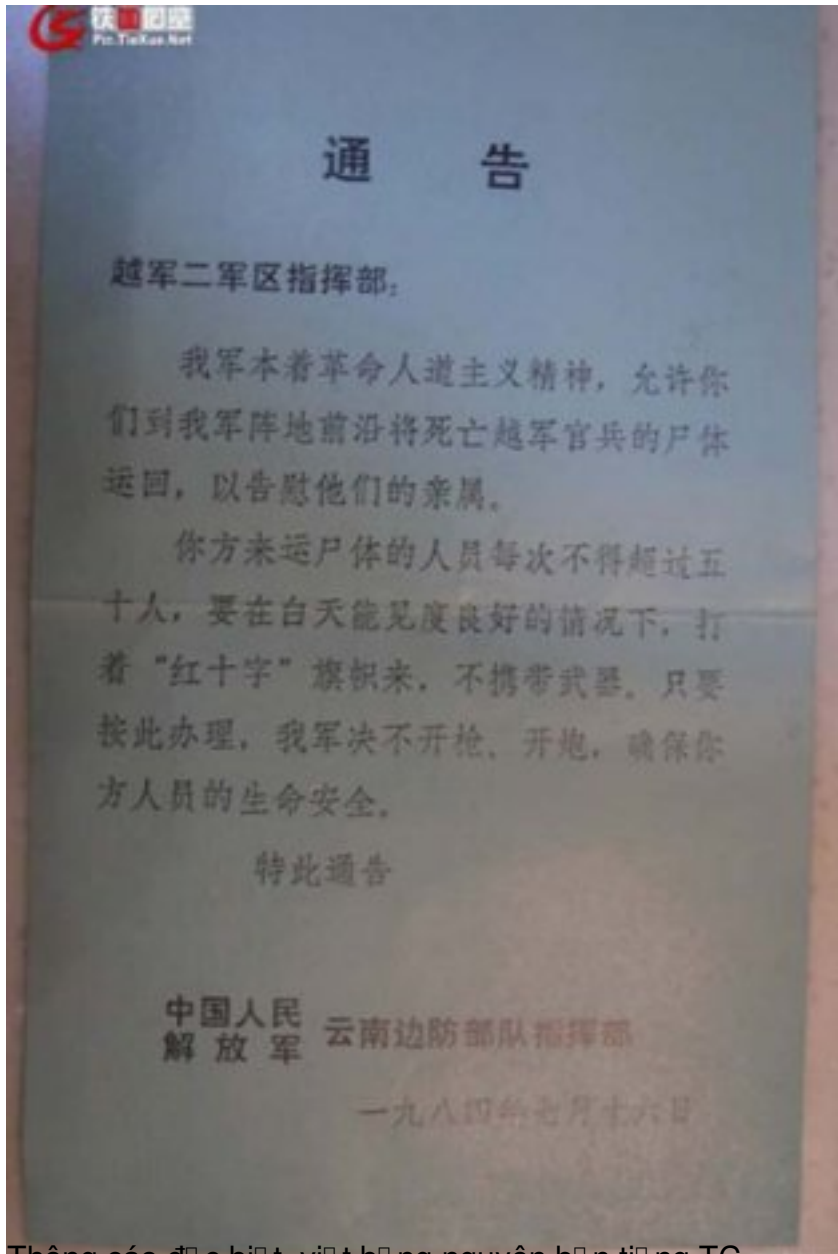 Pic.TieXue.Net
通 告
越军二军区指挥部：
我军本着革命人道主义精神，允许你
们到我军阵地前沿将死亡越军官兵的尸体
运回，以告慰他们的亲属。
你方来运尸体的人员每次不得超过五
十人，要在白天能见度良好的情况下，打
着“红十字”旗帜来，不携带武器。只要
按此办理，我军决不开枪、开炮，确保你
方人员的生命安全。
特此通告
中国人民
解放军 云南边防部队指挥部
一九八四年七月十六日